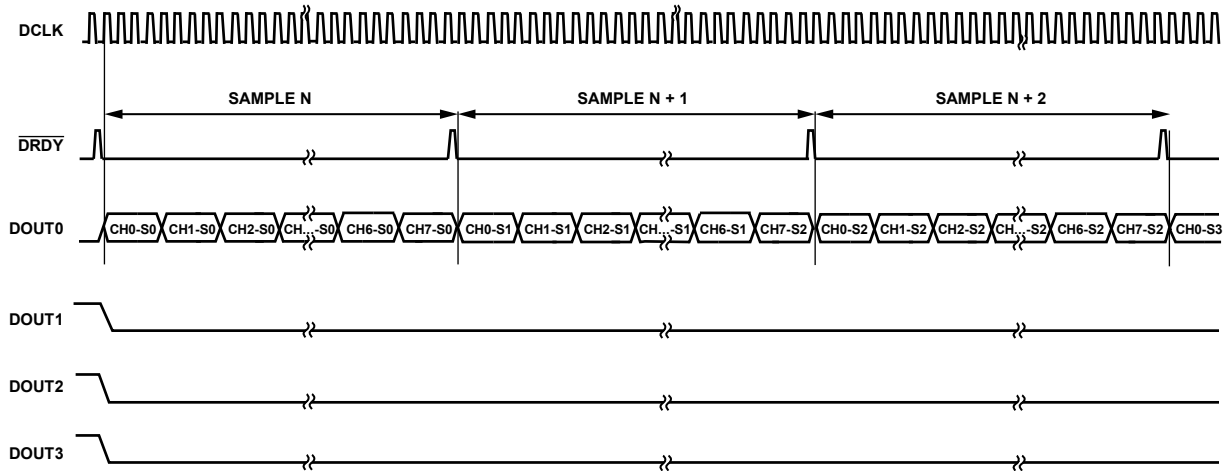 DCLK
SAMPLE N SAMPLE N + 1 SAMPLE N + 2
DRDY
DOUT0 CH0-S0 CH1-S0 CH2-S0 CH...-S0 CH6-S0 CH7-S0 CH0-S1 CH1-S1 CH2-S1 CH...-S1 CH6-S1 CH7-S2 CH0-S2 CH1-S2 CH2-S2 CH...-S2 CH6-S2 CH7-S2 CH0-S3
DOUT1
DOUT2
DOUT3